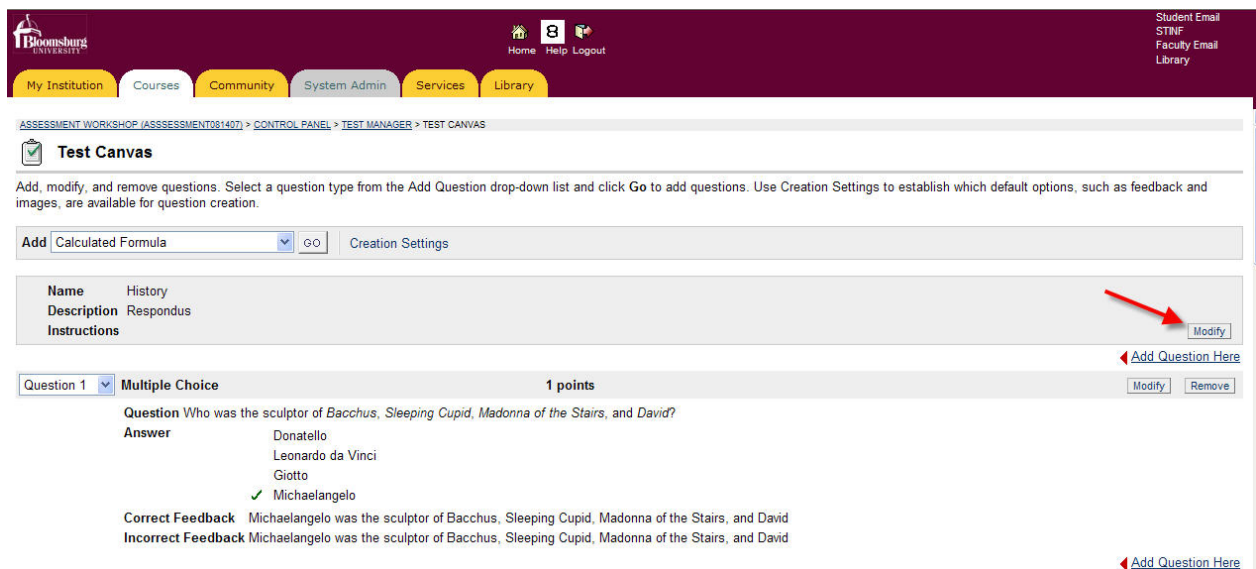 Bloomsburg
UNIVERSITY
8
Home Help Logout
Student Email
STINF
Faculty Email
Library
My Institution Courses Community System Admin Services Library
ASSESSMENT WORKSHOP (ASSSESSMENT081407) > CONTROL PANEL > TEST MANAGER > TEST CANVAS
Test Canvas
Add, modify, and remove questions. Select a question type from the Add Question drop-down list and click Go to add questions. Use Creation Settings to establish which default options, such as feedback and
images, are available for question creation.
Add Calculated Formula GO Creation Settings
Name History
Description Respondus
Instructions
Modify
Add Question Here
Question 1 Multiple Choice 1 points Modify Remove
Question Who was the sculptor of Bacchus, Sleeping Cupid, Madonna of the Stairs, and David?
Answer Donatello
Leonardo da Vinci
Giotto
Michaelangelo
Correct Feedback Michaelangelo was the sculptor of Bacchus, Sleeping Cupid, Madonna of the Stairs, and David
Incorrect Feedback Michaelangelo was the sculptor of Bacchus, Sleeping Cupid, Madonna of the Stairs, and David
Add Question Here